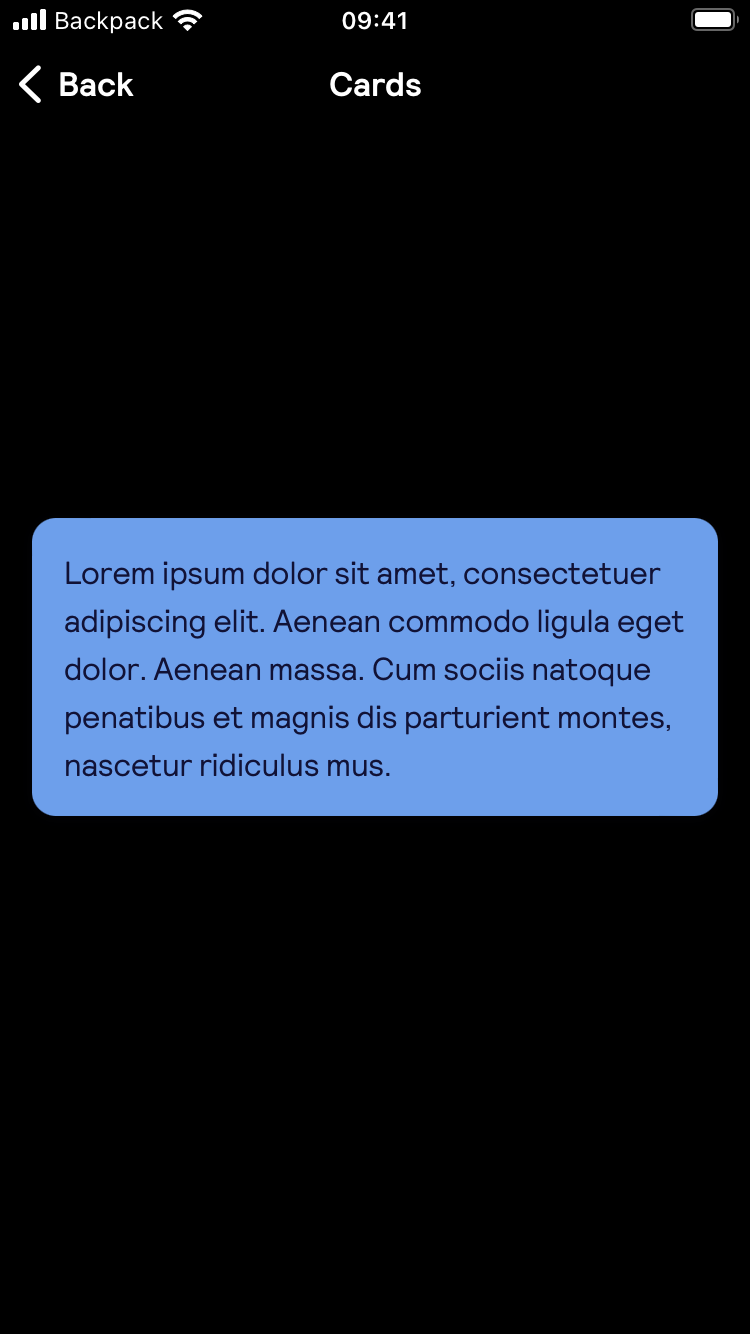 Backpack 09:41
Back Cards
Lorem ipsum dolor sit amet, consectetuer
adipiscing elit. Aenean commodo ligula eget
dolor. Aenean massa. Cum sociis natoque
penatibus et magnis dis parturient montes,
nascetur ridiculus mus.